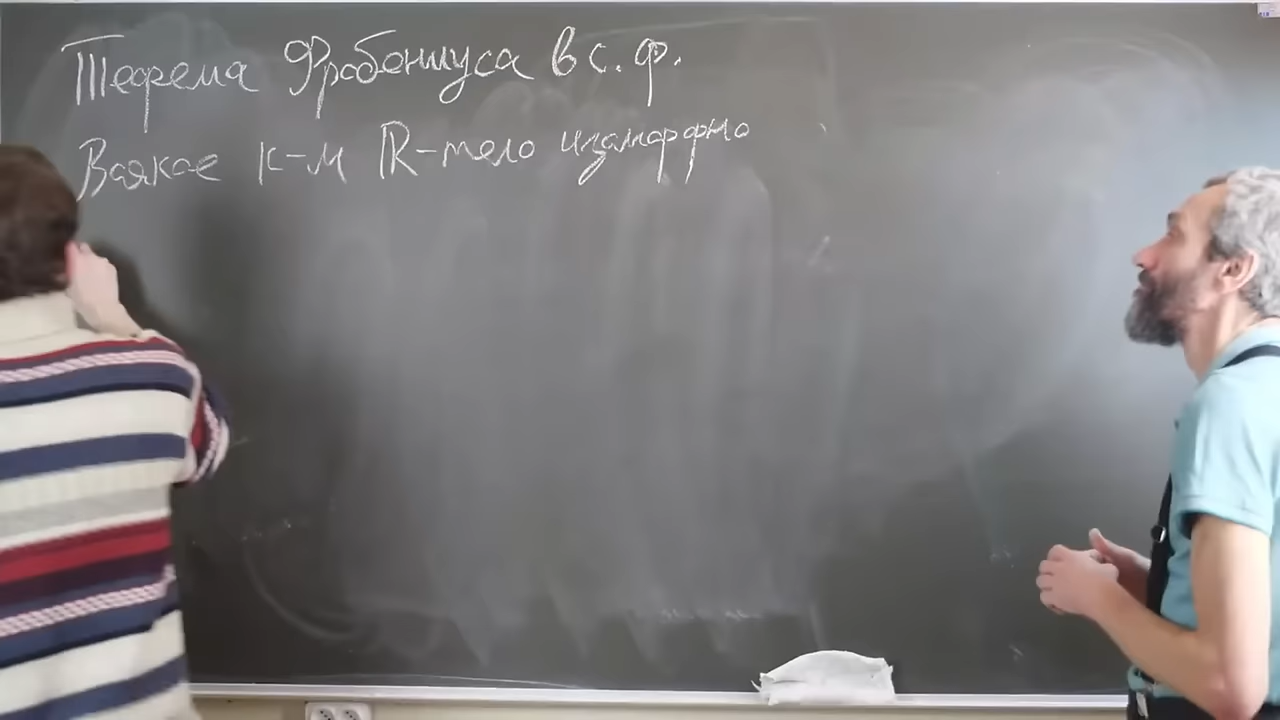 Теорема Фробениуса в с. ф.
Всякое к-м ℝ-тело изоморфно